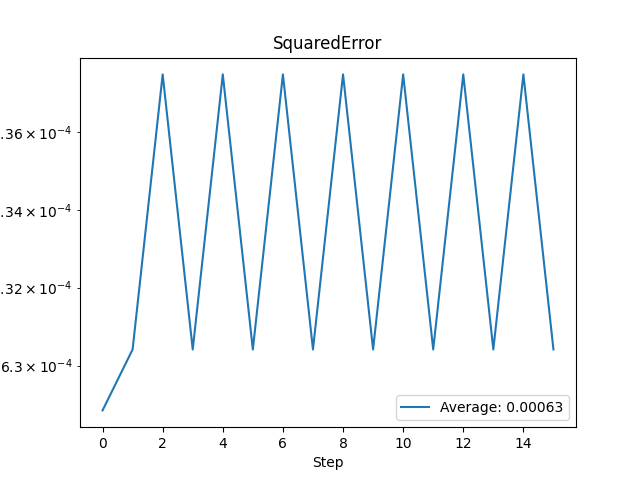 SquaredError
.36 × 10⁻⁴
.34 × 10⁻⁴
.32 × 10⁻⁴
6.3 × 10⁻⁴
Average: 0.00063
0 2 4 6 8 10 12 14
Step